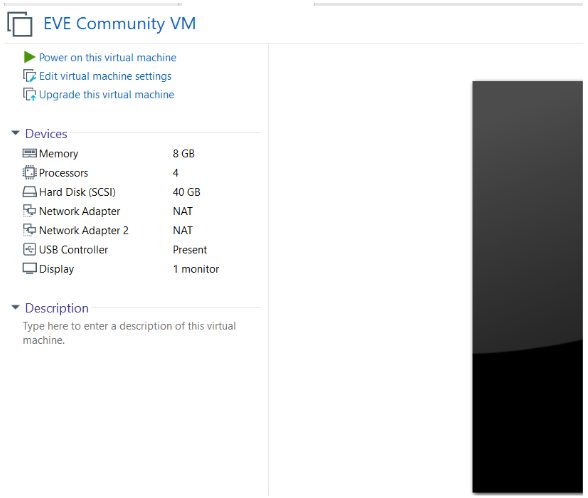 EVE Community VM
Power on this virtual machine
Edit virtual machine settings
Upgrade this virtual machine
Devices
Memory 8 GB
Processors 4
Hard Disk (SCSI) 40 GB
Network Adapter NAT
Network Adapter 2 NAT
USB Controller Present
Display 1 monitor
Description
Type here to enter a description of this virtual
machine.